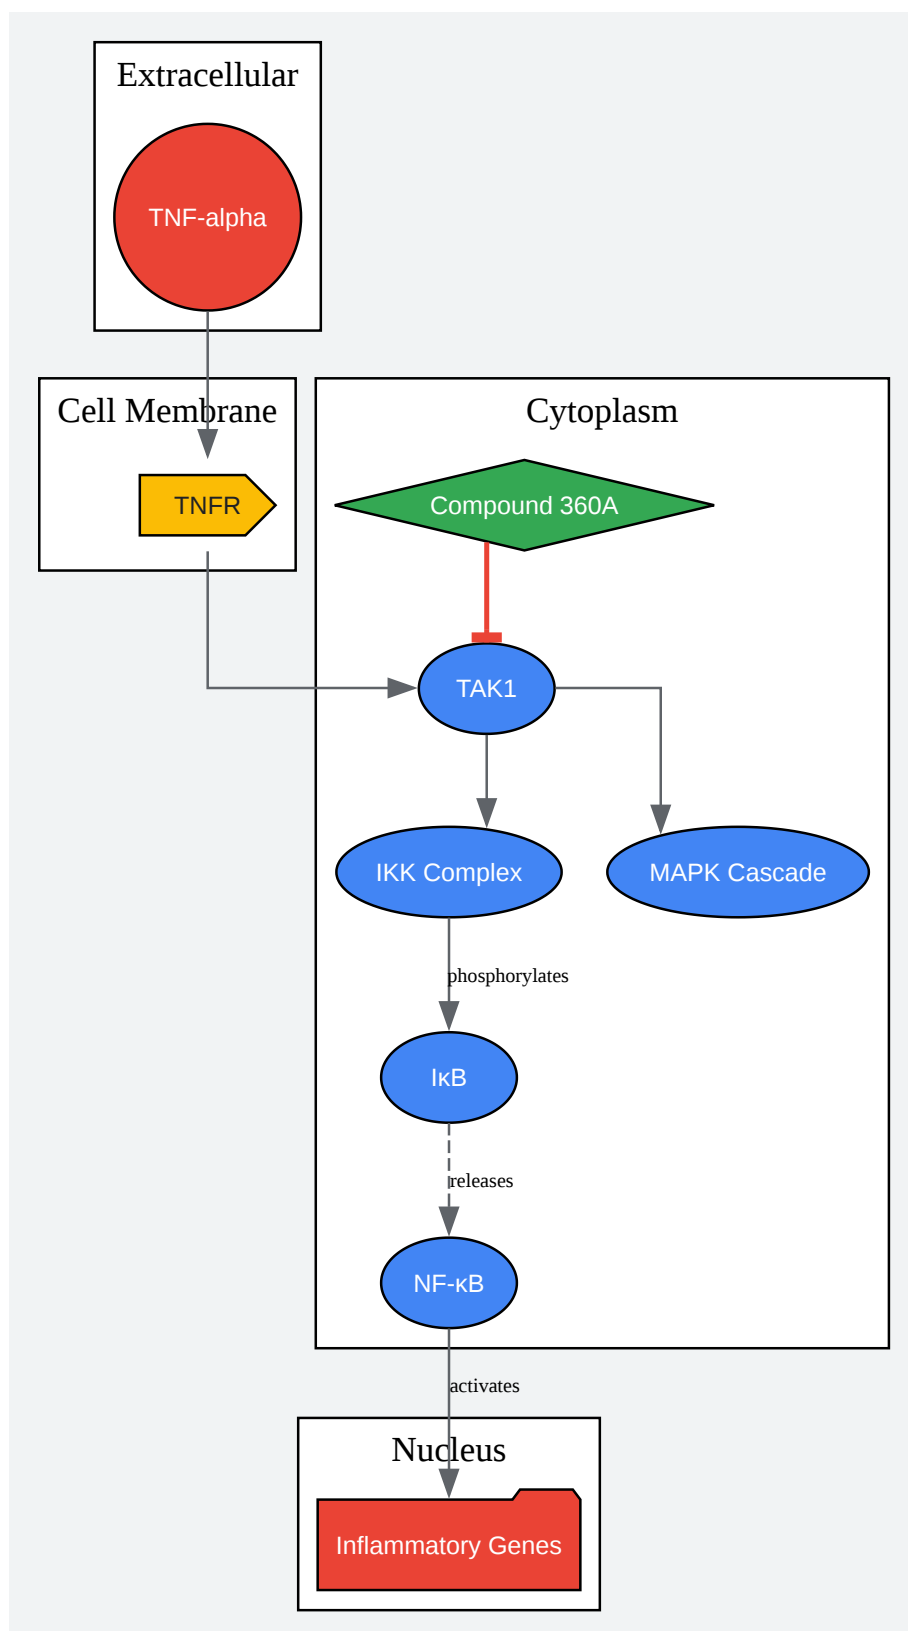 Extracellular
TNF-alpha
Cell Membrane
TNFR
Cytoplasm
Compound 360A
TAK1
IKK Complex
MAPK Cascade
phosphorylates
IκB
releases
NF-κB
activates
Nucleus
Inflammatory Genes